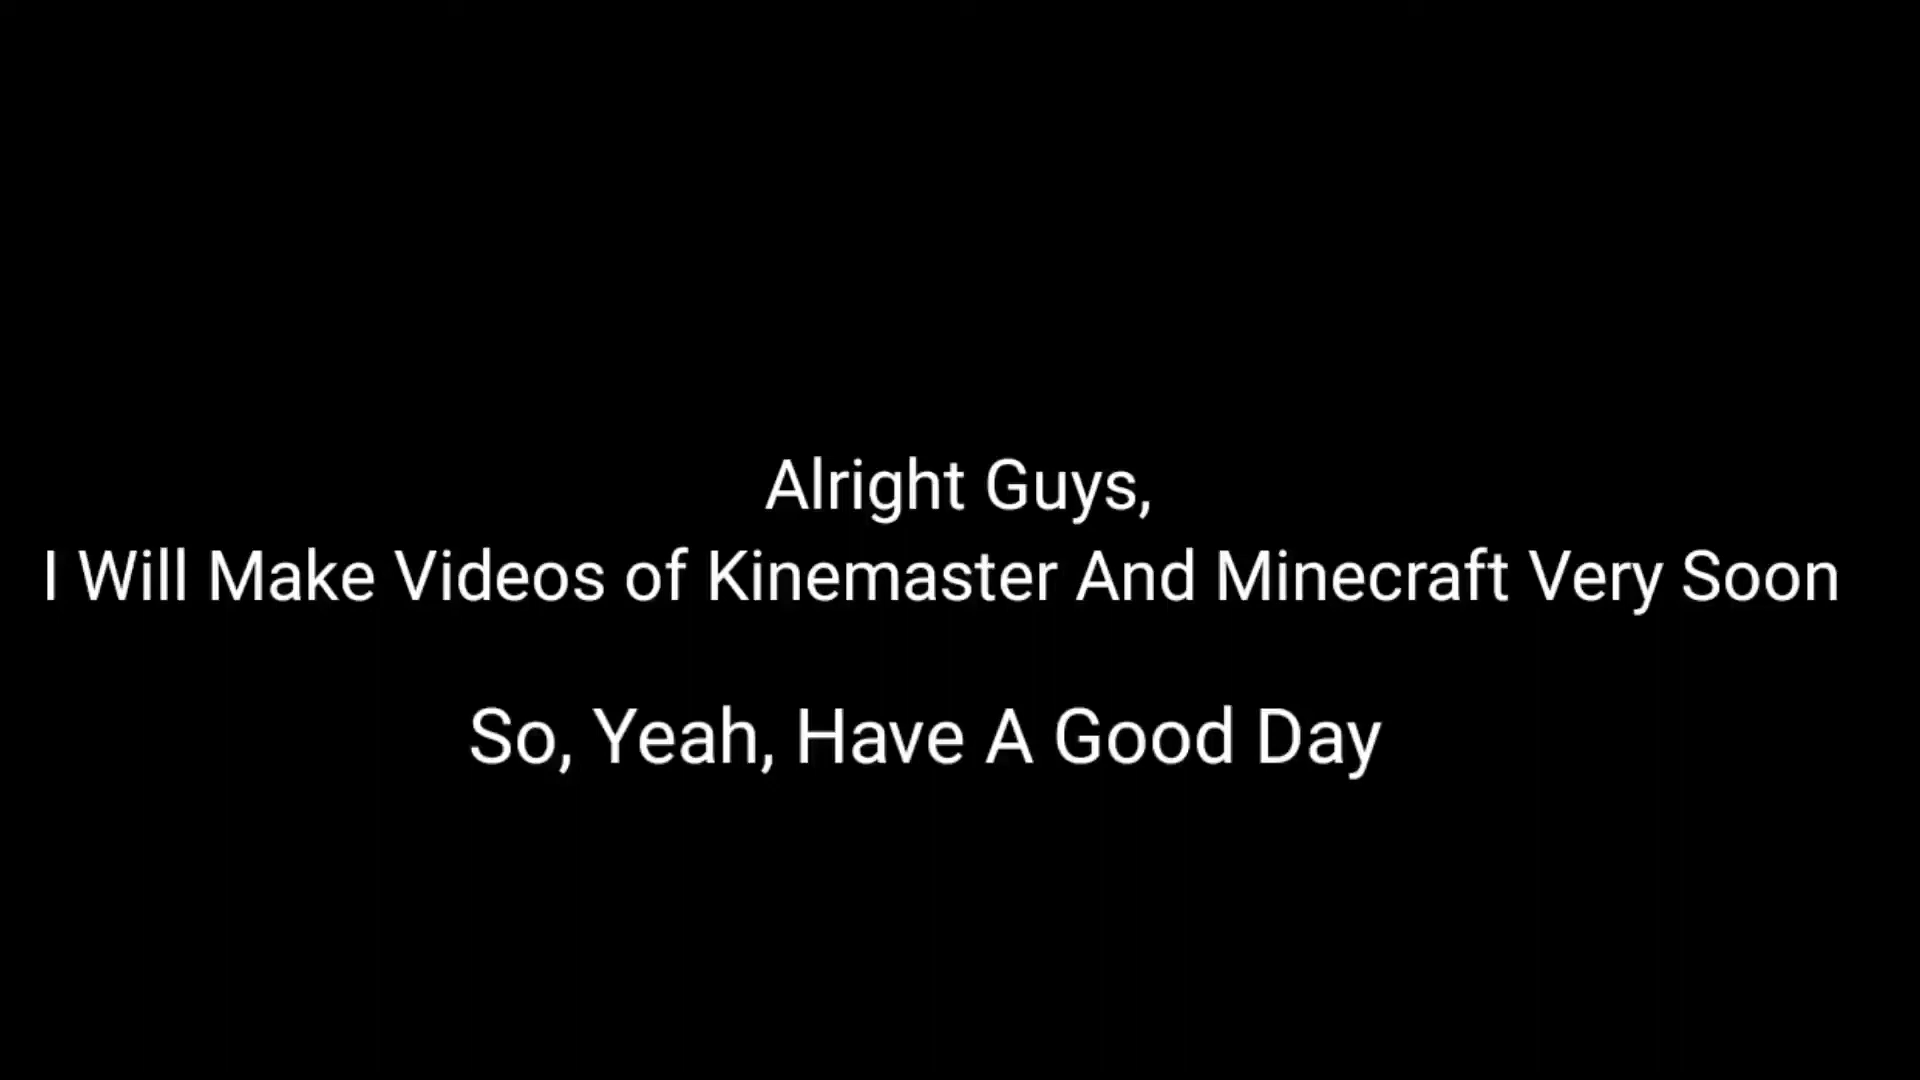 Alright Guys,
I Will Make Videos of Kinemaster And Minecraft Very Soon
So, Yeah, Have A Good Day